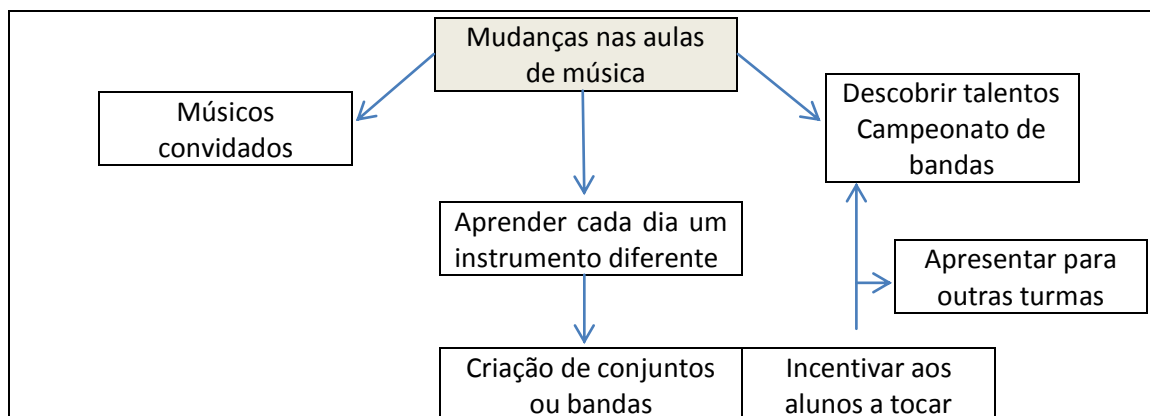 Mudanças nas aulas
de música
Músicos
convidados
Descobrir talentos
Campeonato de
bandas
Aprender cada dia um
instrumento diferente
Apresentar para
outras turmas
Criação de conjuntos
ou bandas
Incentivar aos
alunos a tocar